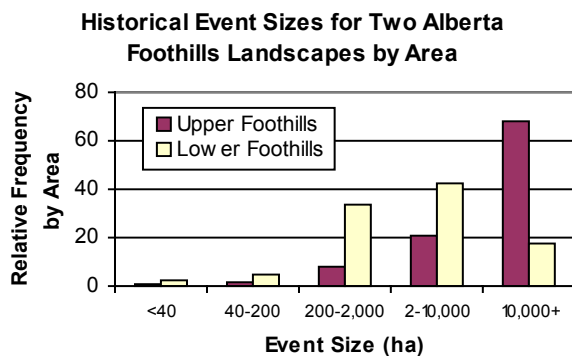 Historical Event Sizes for Two Alberta
Foothills Landscapes by Area
Relative Frequency
by Area
80
60
40
20
0
Upper Foothills
Lower Foothills
<40
40-200
200-2,000
2-10,000
10,000+
Event Size (ha)